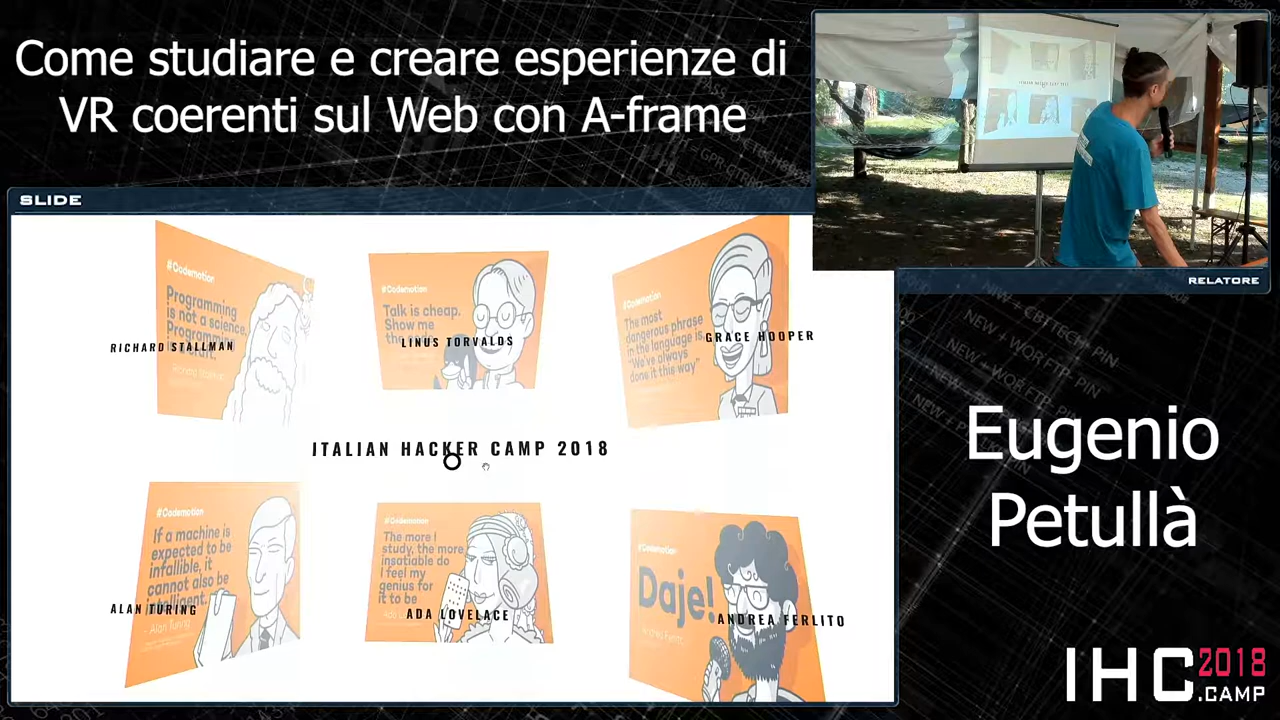 Come studiare e creare esperienze di
VR coerenti sul Web con A-frame
SLIDE
RELATORE
#Codemotion
Programming
is not a science.
Programming
RICHARD STALLMAN
#Codemotion
Talk is cheap.
Show me
LINUS TORVALDS
#Codemotion
The most
dangerous phrase
in the language is,
"We've always
done it this way"
GRACE HOOPER
ITALIAN HACKER CAMP 2018
#Codemotion
If a machine is
expected to be
infallible, it
cannot also be
intelligent.
- Alan Turing
ALAN TURING
#Codemotion
The more I
study, the more
insatiable do
I feel my
genius for
it to be
ADA LOVELACE
#Codemotion
Daje!
ANDREA FERLITO
Eugenio
Petullà
IHC 2018
.CAMP